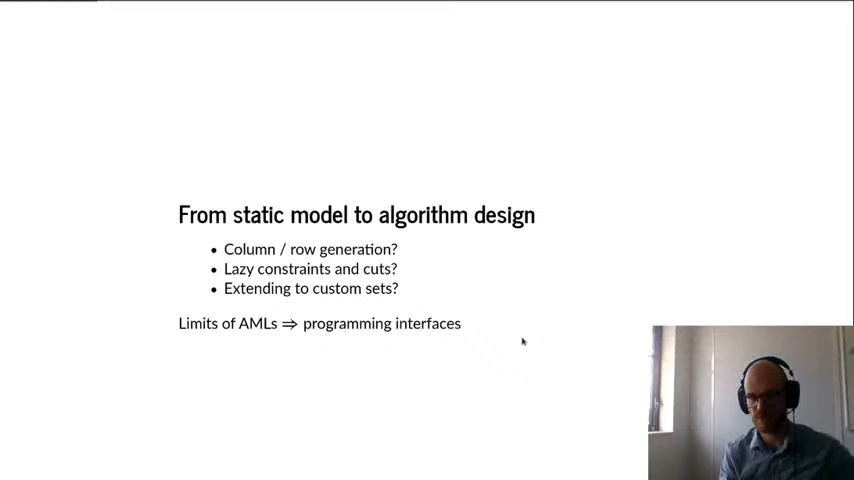 From static model to algorithm design
• Column / row generation?
• Lazy constraints and cuts?
• Extending to custom sets?
Limits of AMLs ⇒ programming interfaces